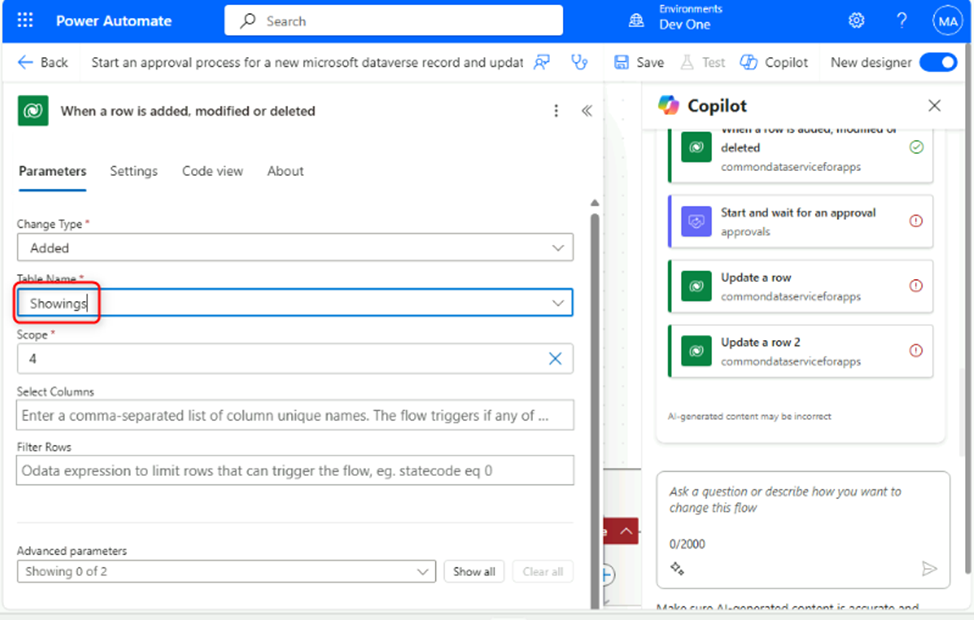 Power Automate
Search
Environments
Dev One
?
MA
Back
Start an approval process for a new microsoft dataverse record and updat
Save
Test
Copilot
New designer
When a row is added, modified or deleted
Parameters
Settings
Code view
About
Change Type *
Added
Table Name *
Showings
Scope *
4
Select Columns
Enter a comma-separated list of column unique names. The flow triggers if any of ...
Filter Rows
Odata expression to limit rows that can trigger the flow, eg. statecode eq 0
Advanced parameters
Showing 0 of 2
Show all
Clear all
Copilot
When a row is added, modified or
deleted
commondataserviceforapps
Start and wait for an approval
approvals
Update a row
commondataserviceforapps
Update a row 2
commondataserviceforapps
AI-generated content may be incorrect
Ask a question or describe how you want to
change this flow
0/2000
Make sure AI-generated content is accurate and